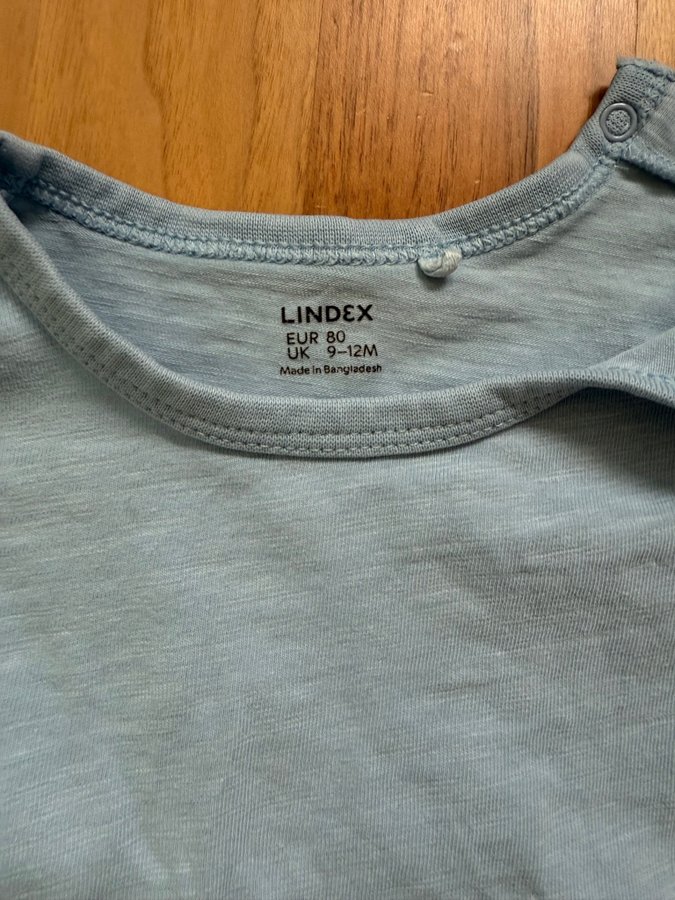 LINDEX
EUR 80
UK 9–12M
Made in Bangladesh